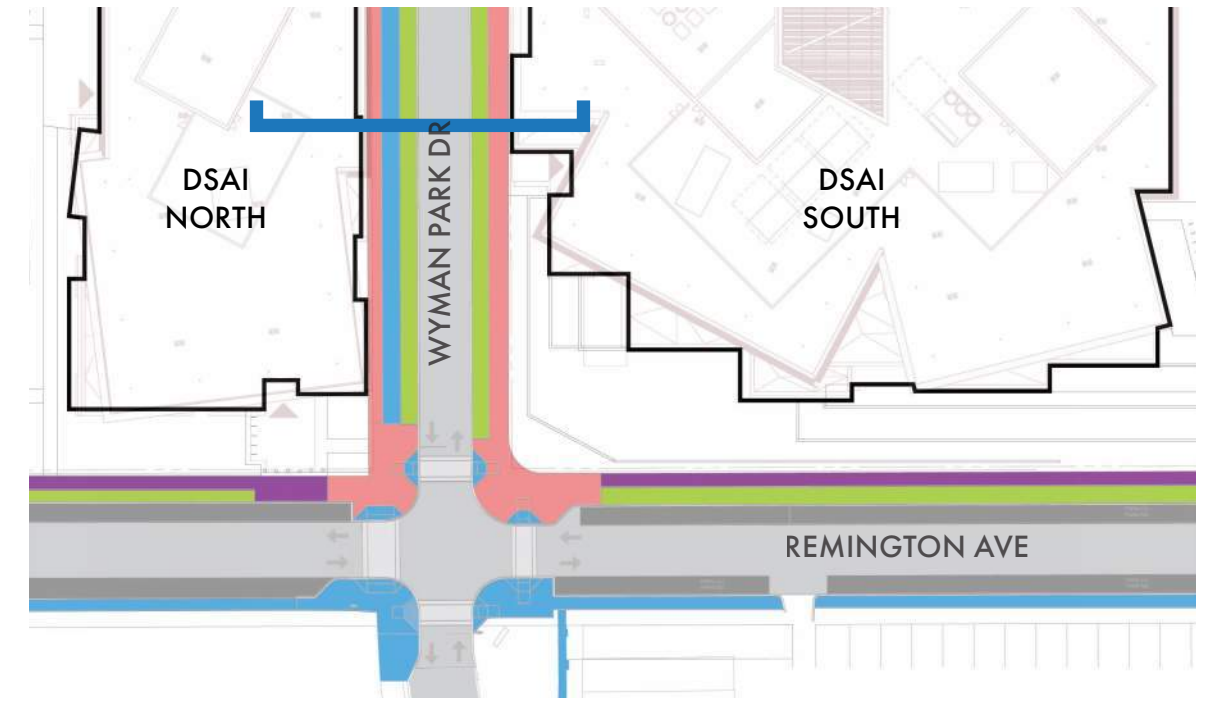 DSAI
NORTH
WYMAN PARK DR
DSAI
SOUTH
REMINGTON AVE